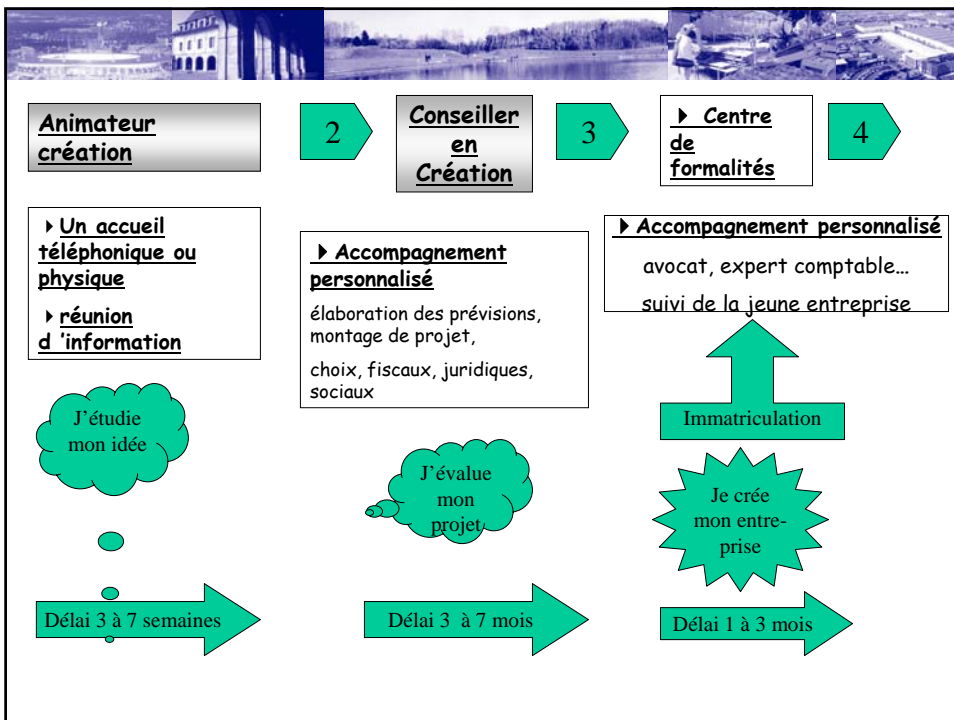 Animateur
création
2
Conseiller
en
Création
3
Centre
de
formalités
4
Un accueil
téléphonique ou
physique
réunion
d ’information
Accompagnement
personnalisé
élaboration des prévisions,
montage de projet,
choix, fiscaux, juridiques,
sociaux
Accompagnement personnalisé
avocat, expert comptable…
suivi de la jeune entreprise
J’étudie
mon idée
J’évalue
mon
projet
Immatriculation
Je crée
mon entre-
prise
Délai 3 à 7 semaines
Délai 3 à 7 mois
Délai 1 à 3 mois